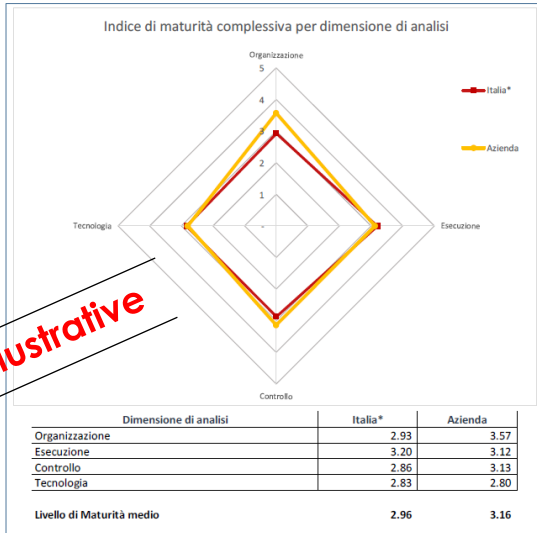 Indice di maturità complessiva per dimensione di analisi
Organizzazione
5
4
3
2
1
-
Italia*
Azienda
Tecnologia
Esecuzione
Controllo
Dimensione di analisi Italia* Azienda
Organizzazione 2.93 3.57
Esecuzione 3.20 3.12
Controllo 2.86 3.13
Tecnologia 2.83 2.80
Livello di Maturità medio 2.96 3.16